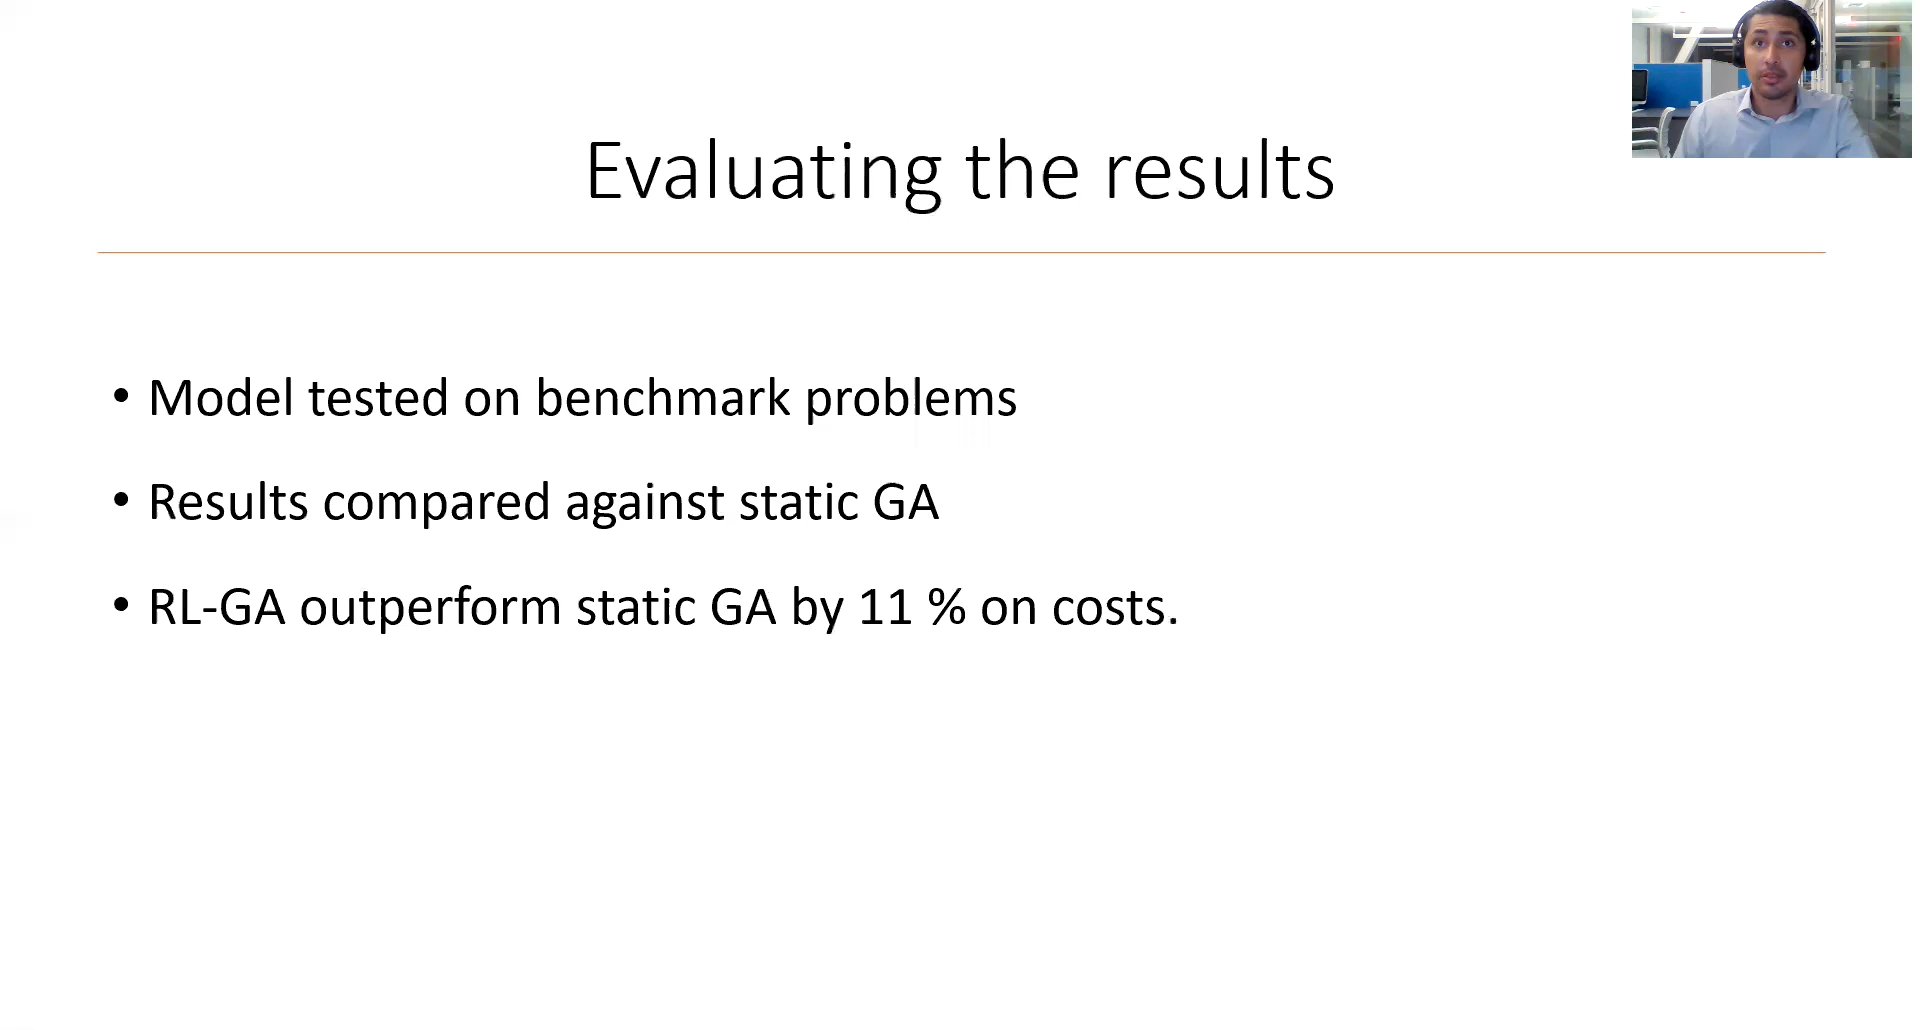 Evaluating the results
• Model tested on benchmark problems
• Results compared against static GA
• RL-GA outperform static GA by 11 % on costs.